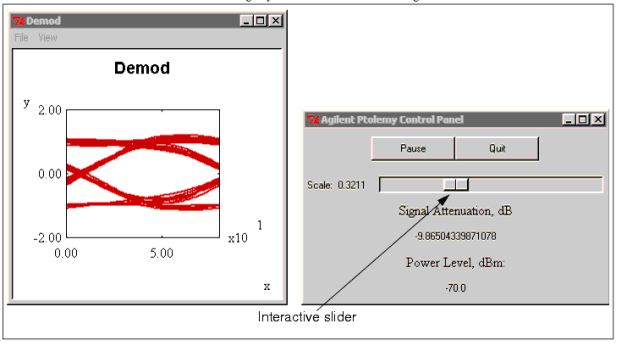 Demod
File View
Demod
y
2.00
0.00
-2.00
0.00 5.00
x10 1
x
Agilent Ptolemy Control Panel
Pause Quit
Scale: 0.3211
Signal Attenuation, dB
-9.86504339871078
Power Level, dBm:
-70.0
Interactive slider